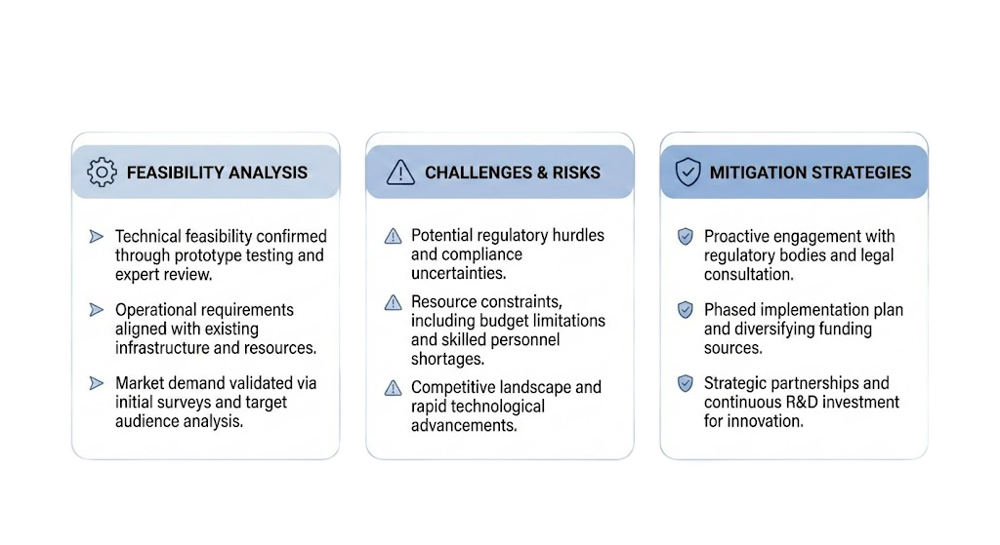 FEASIBILITY ANALYSIS
Technical feasibility confirmed
through prototype testing and
expert review.
Operational requirements
aligned with existing
infrastructure and resources.
Market demand validated via
initial surveys and target
audience analysis.
CHALLENGES & RISKS
Potential regulatory hurdles
and compliance
uncertainties.
Resource constraints,
including budget limitations
and skilled personnel
shortages.
Competitive landscape and
rapid technological
advancements.
MITIGATION STRATEGIES
Proactive engagement with
regulatory bodies and legal
consultation.
Phased implementation plan
and diversifying funding
sources.
Strategic partnerships and
continuous R&D investment
for innovation.